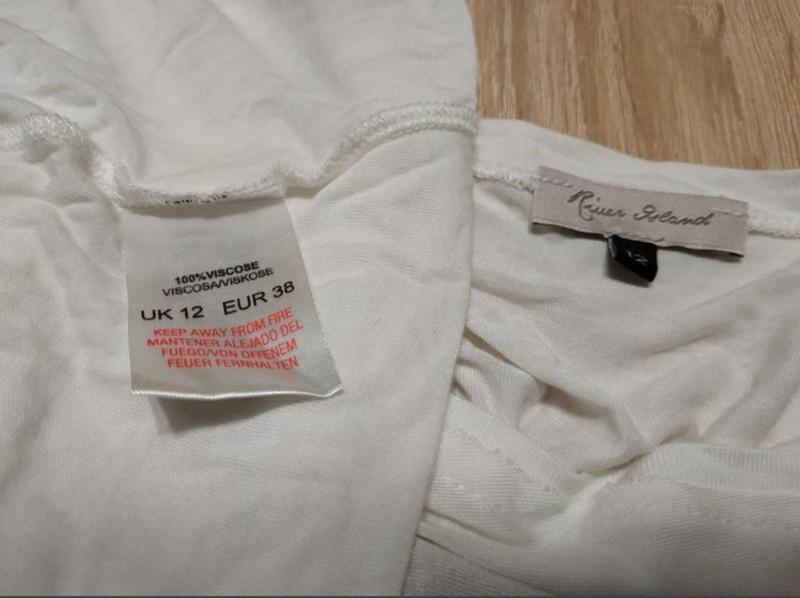 100%VISCOSE
VISCOSA/VISKOSE
UK 12 EUR 38
KEEP AWAY FROM FIRE
MANTENER ALEJADO DEL
FUEGO/VON OFFENEM
FEUER FERNHALTEN
River Island
12